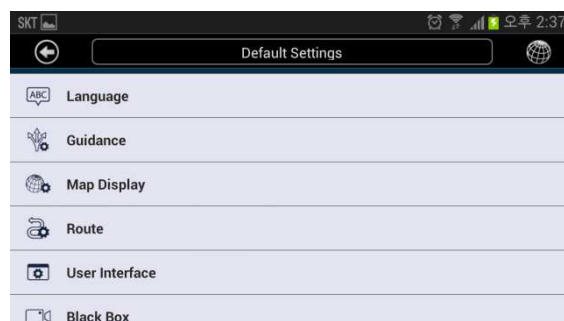 SKT 오후 2:37
Default Settings
ABC Language
Guidance
Map Display
Route
User Interface
Black Box